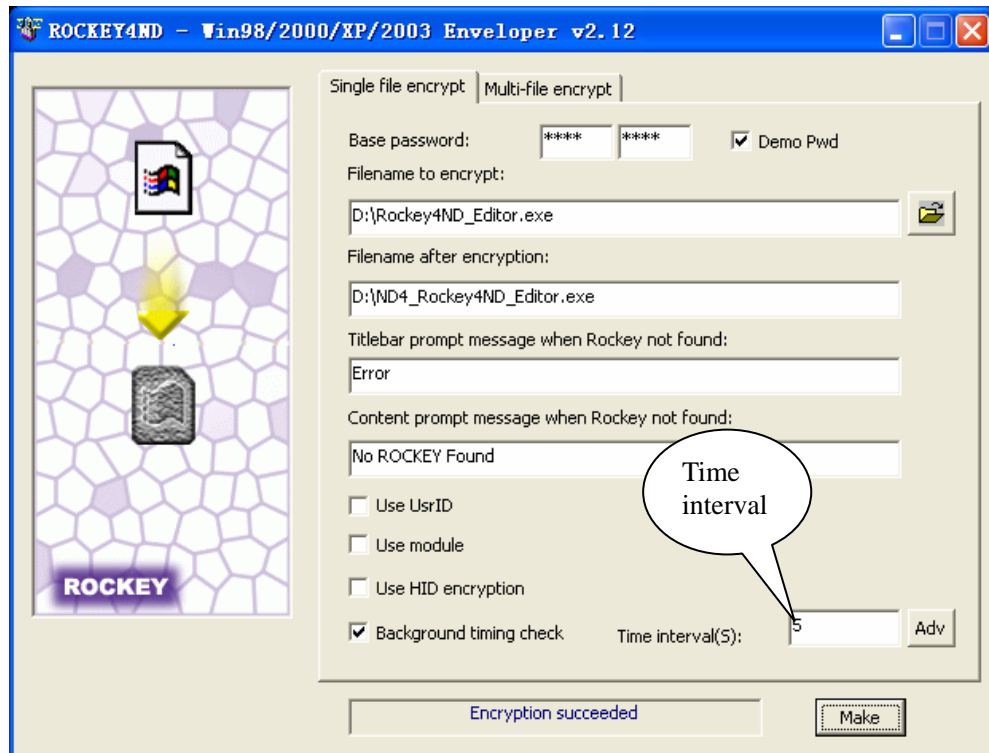 ROCKEY4ND - Win98/2000/XP/2003 Enveloper v2.12
Single file encrypt
Multi-file encrypt
Base password:
****
****
Demo Pwd
Filename to encrypt:
D:\Rockey4ND_Editor.exe
Filename after encryption:
D:\ND4_Rockey4ND_Editor.exe
Titlebar prompt message when Rockey not found:
Error
Content prompt message when Rockey not found:
No ROCKEY Found
Time
interval
Use UsrID
Use module
Use HID encryption
Background timing check
Time interval(S):
5
Adv
ROCKEY
Encryption succeeded
Make